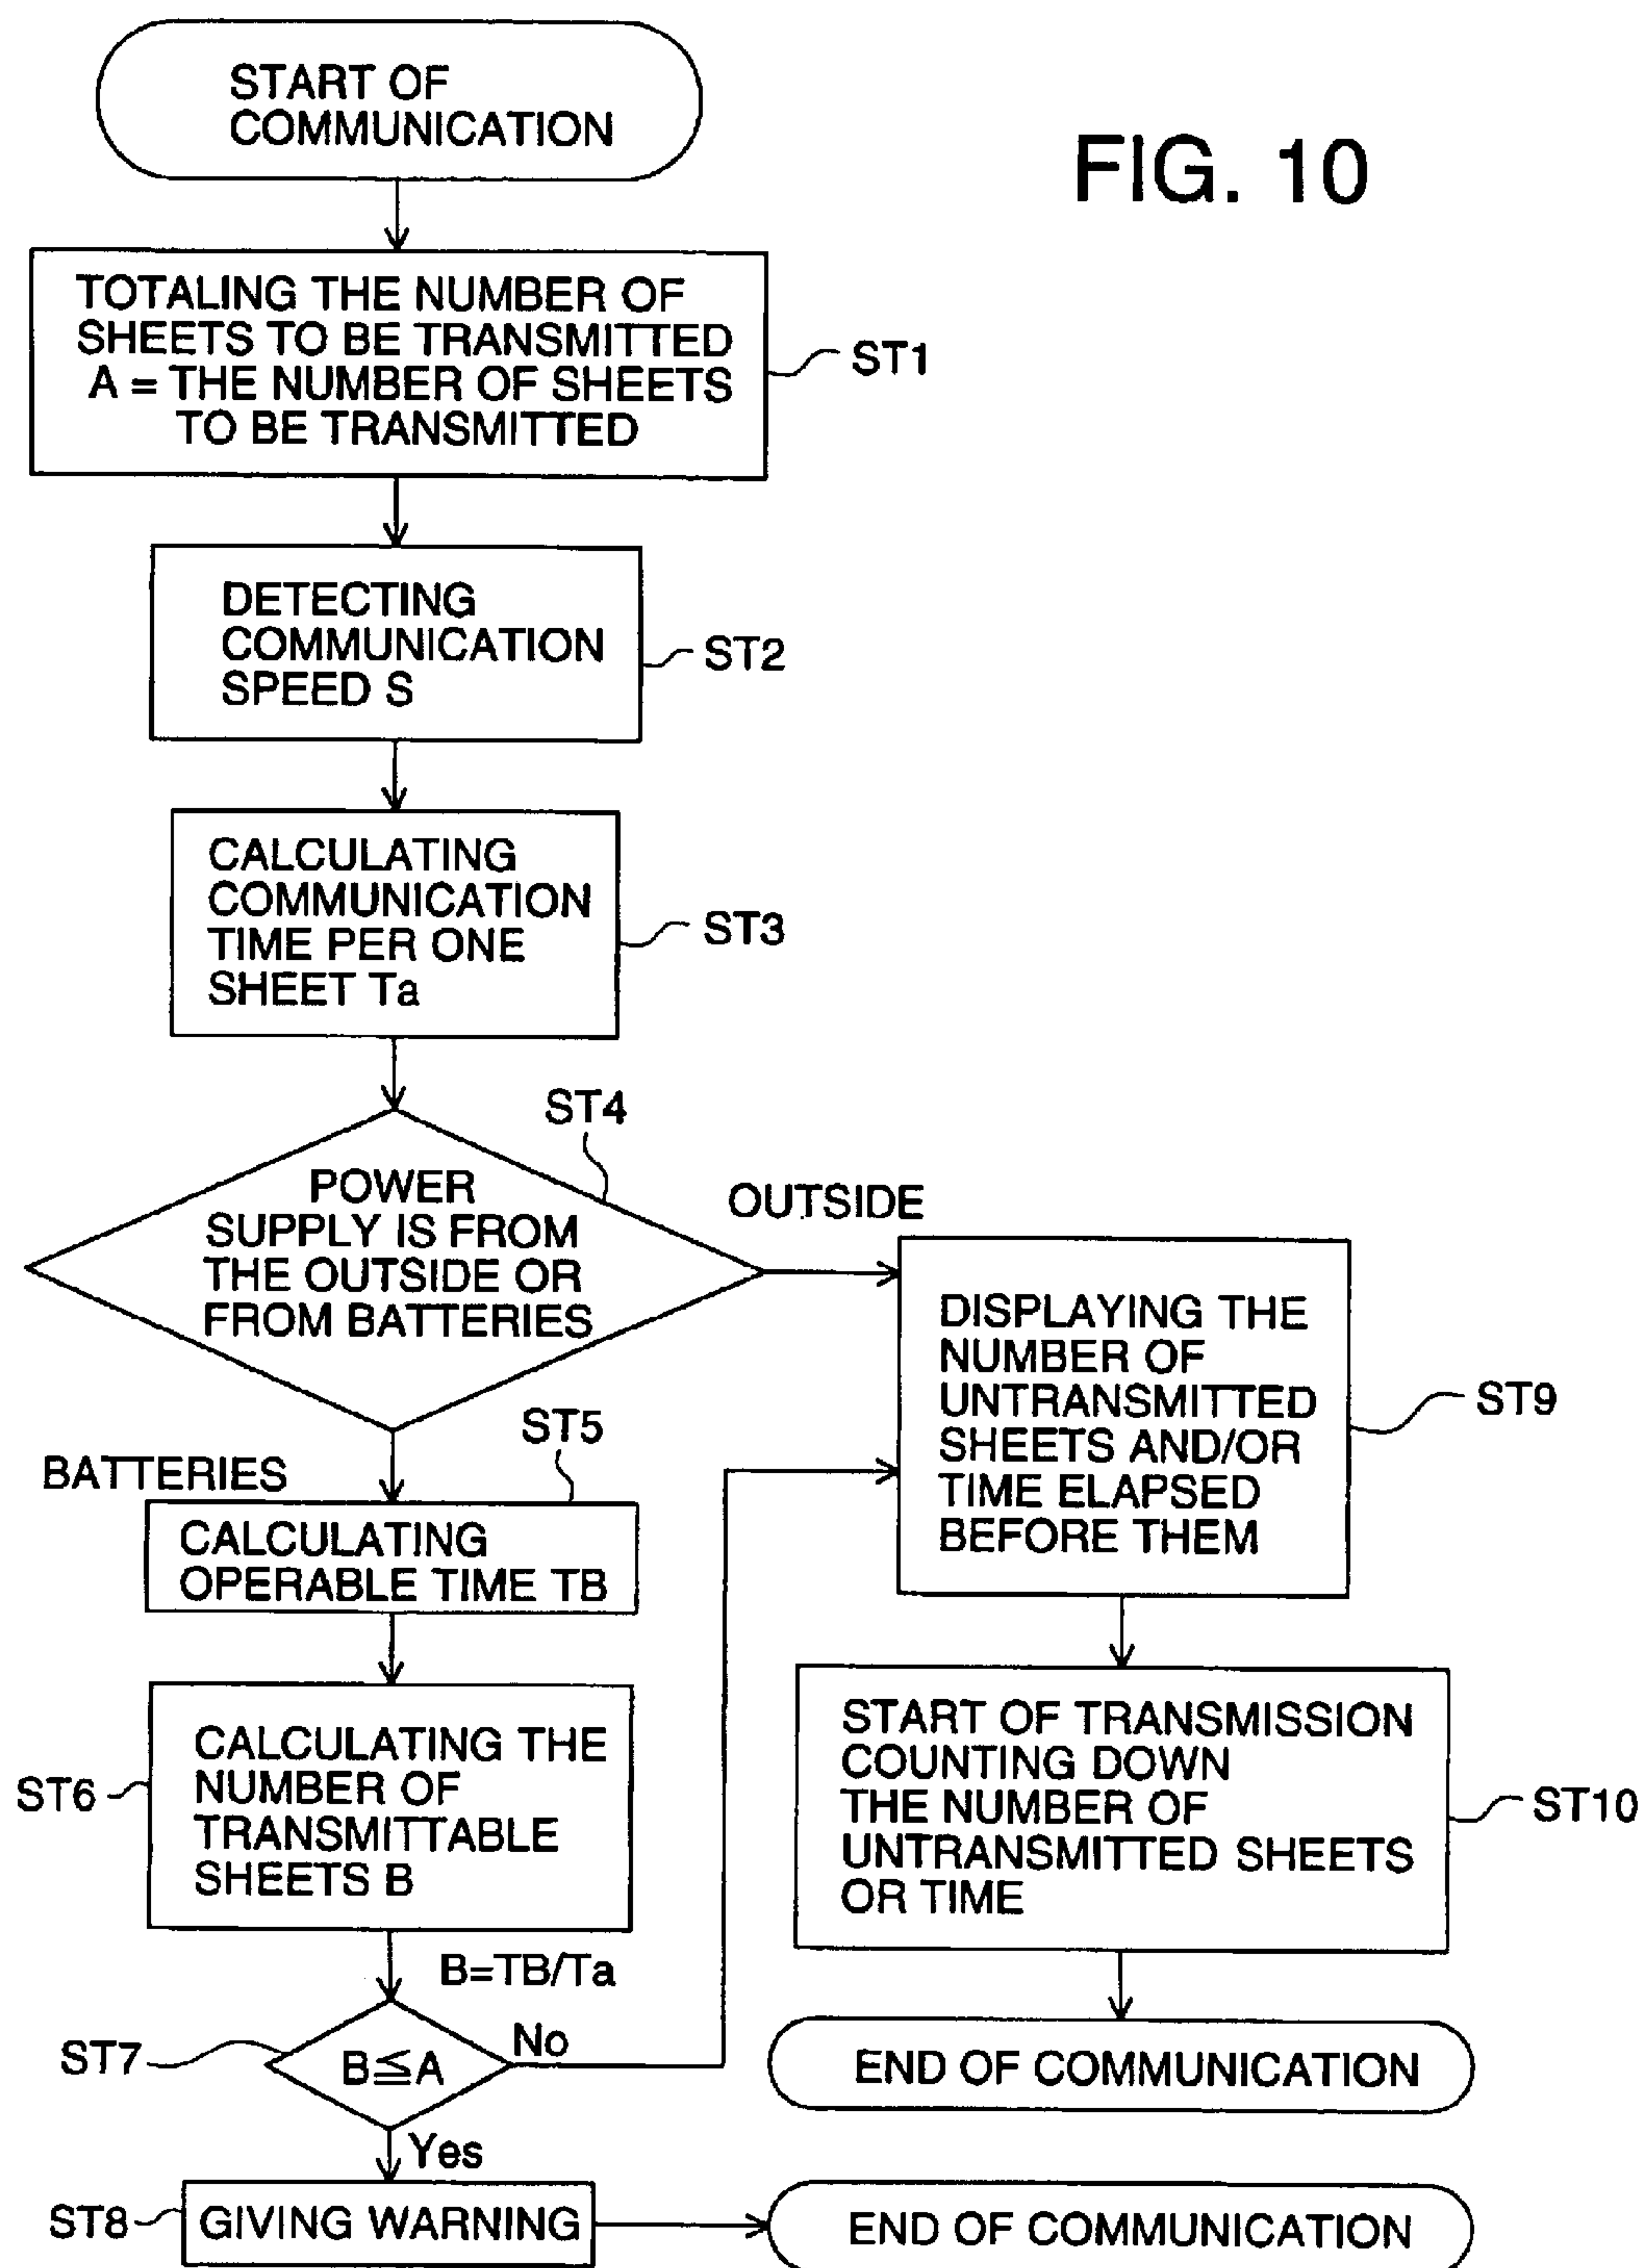 START OF
COMMUNICATION
FIG. 10
TOTALING THE NUMBER OF
SHEETS TO BE TRANSMITTED
A = THE NUMBER OF SHEETS
TO BE TRANSMITTED
ST1
DETECTING
COMMUNICATION
SPEED S
ST2
CALCULATING
COMMUNICATION
TIME PER ONE
SHEET Ta
ST3
ST4
POWER
SUPPLY IS FROM
THE OUTSIDE OR
FROM BATTERIES
OUTSIDE
BATTERIES
ST5
CALCULATING
OPERABLE TIME TB
ST6
CALCULATING THE
NUMBER OF
TRANSMITTABLE
SHEETS B
B=TB/Ta
ST7
B≦A
No
Yes
ST8
GIVING WARNING
END OF COMMUNICATION
DISPLAYING THE
NUMBER OF
UNTRANSMITTED
SHEETS AND/OR
TIME ELAPSED
BEFORE THEM
ST9
START OF TRANSMISSION
COUNTING DOWN
THE NUMBER OF
UNTRANSMITTED SHEETS
OR TIME
ST10
END OF COMMUNICATION